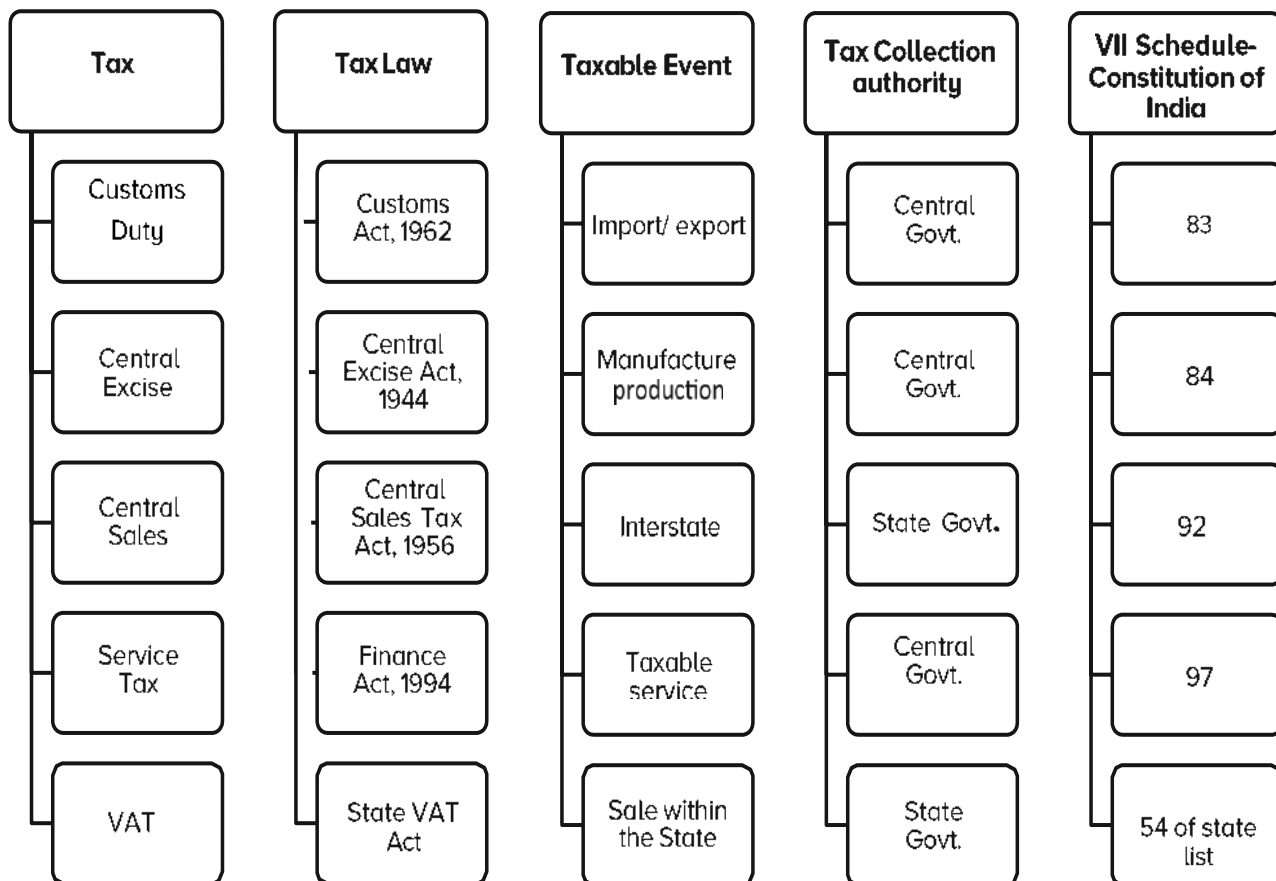 Tax
Customs
Duty
Central
Excise
Central
Sales
Service
Tax
VAT
Tax Law
Customs
Act, 1962
Central
Excise Act,
1944
Central
Sales Tax
Act, 1956
Finance
Act, 1994
State VAT
Act
Taxable Event
Import/ export
Manufacture
production
Interstate
Taxable
service
Sale within
the State
Tax Collection
authority
Central
Govt.
Central
Govt.
State Govt.
Central
Govt.
State
Govt.
VII Schedule-
Constitution of
India
83
84
92
97
54 of state
list